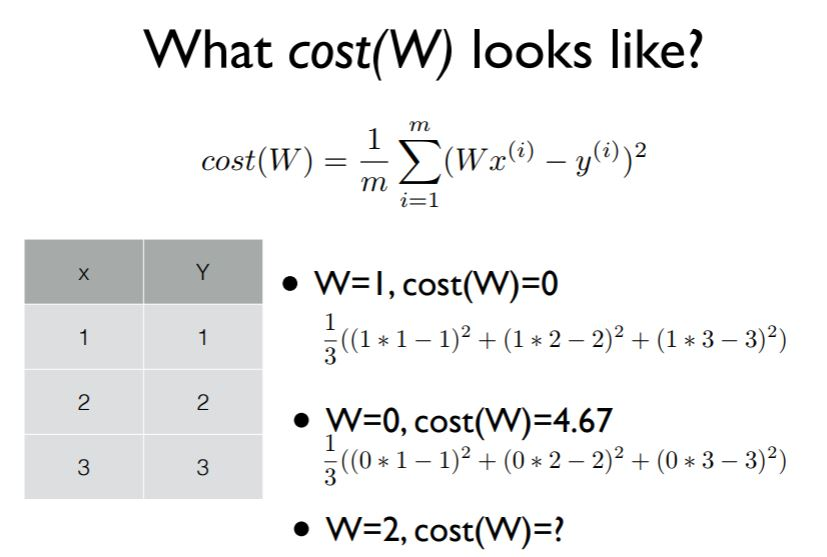 What cost(W) looks like?
cost(W) = \frac{1}{m} \sum_{i=1}^{m} (Wx^{(i)} - y^{(i)})^2
x Y
1 1
2 2
3 3
• W=1, cost(W)=0
\frac{1}{3}((1 * 1 - 1)^2 + (1 * 2 - 2)^2 + (1 * 3 - 3)^2)
• W=0, cost(W)=4.67
\frac{1}{3}((0 * 1 - 1)^2 + (0 * 2 - 2)^2 + (0 * 3 - 3)^2)
• W=2, cost(W)=?